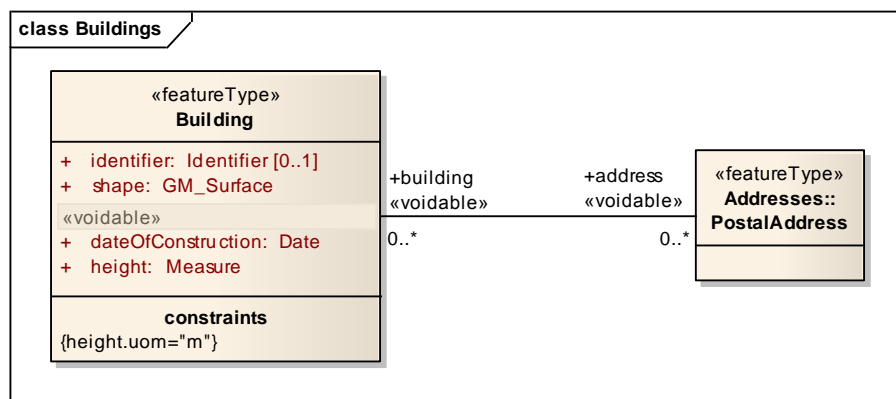 class Buildings
«featureType»
Building
+ identifier: Identifier [0..1]
+ shape: GM_Surface
«voidable»
+ dateOfConstruction: Date
+ height: Measure
constraints
{height.uom="m"}
+building
«voidable»
0..*
+address
«voidable»
0..*
«featureType»
Addresses::
PostalAddress